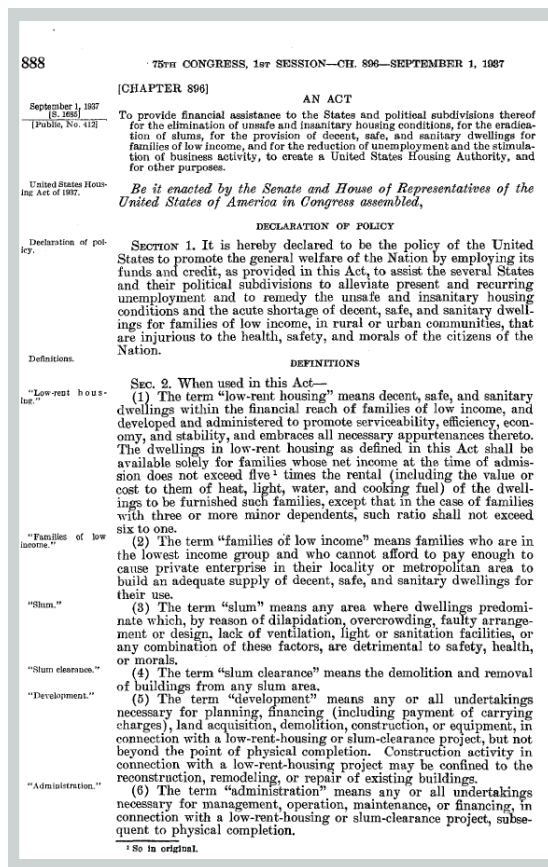 888
75TH CONGRESS, 1ST SESSION—CH. 896—SEPTEMBER 1, 1937
[CHAPTER 896]
AN ACT
September 1, 1937
[S. 1685]
[Public, No. 412]
To provide financial assistance to the States and political subdivisions thereof
for the elimination of unsafe and insanitary housing conditions, for the eradica-
tion of slums, for the provision of decent, safe, and sanitary dwellings for
families of low income, and for the reduction of unemployment and the stimula-
tion of business activity, to create a United States Housing Authority, and
for other purposes.
United States Hous-
ing Act of 1937.
Be it enacted by the Senate and House of Representatives of the
United States of America in Congress assembled,
DECLARATION OF POLICY
Declaration of pol-
icy.
SECTION 1. It is hereby declared to be the policy of the United
States to promote the general welfare of the Nation by employing its
funds and credit, as provided in this Act, to assist the several States
and their political subdivisions to alleviate present and recurring
unemployment and to remedy the unsafe and insanitary housing
conditions and the acute shortage of decent, safe, and sanitary dwell-
ings for families of low income, in rural or urban communities, that
are injurious to the health, safety, and morals of the citizens of the
Nation.
Definitions.
DEFINITIONS
SEC. 2. When used in this Act—
"Low-rent hous-
ing."
(1) The term "low-rent housing" means decent, safe, and sanitary
dwellings within the financial reach of families of low income, and
developed and administered to promote serviceability, efficiency, econ-
omy, and stability, and embraces all necessary appurtenances thereto.
The dwellings in low-rent housing as defined in this Act shall be
available solely for families whose net income at the time of admis-
sion does not exceed five¹ times the rental (including the value or
cost to them of heat, light, water, and cooking fuel) of the dwell-
ings to be furnished such families, except that in the case of families
with three or more minor dependents, such ratio shall not exceed
six to one.
"Families of low
income."
(2) The term "families of low income" means families who are in
the lowest income group and who cannot afford to pay enough to
cause private enterprise in their locality or metropolitan area to
build an adequate supply of decent, safe, and sanitary dwellings for
their use.
"Slum."
(3) The term "slum" means any area where dwellings predomi-
nate which, by reason of dilapidation, overcrowding, faulty arrange-
ment or design, lack of ventilation, light or sanitation facilities, or
any combination of these factors, are detrimental to safety, health,
or morals.
"Slum clearance."
(4) The term "slum clearance" means the demolition and removal
of buildings from any slum area.
"Development."
(5) The term "development" means any or all undertakings
necessary for planning, financing (including payment of carrying
charges), land acquisition, demolition, construction, or equipment, in
connection with a low-rent-housing or slum-clearance project, but not
beyond the point of physical completion. Construction activity in
connection with a low-rent-housing project may be confined to the
reconstruction, remodeling, or repair of existing buildings.
"Administration."
(6) The term "administration" means any or all undertakings
necessary for management, operation, maintenance, or financing, in
connection with a low-rent-housing or slum-clearance project, subse-
quent to physical completion.
¹ So in original.